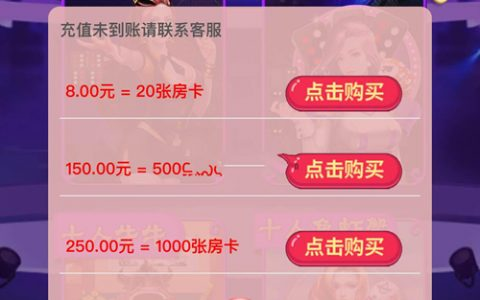 充值未到账请联系客服
8.00元 = 20张房卡
点击购买
150.00元 = 500
点击购买
250.00元 = 1000张房卡
点击购买